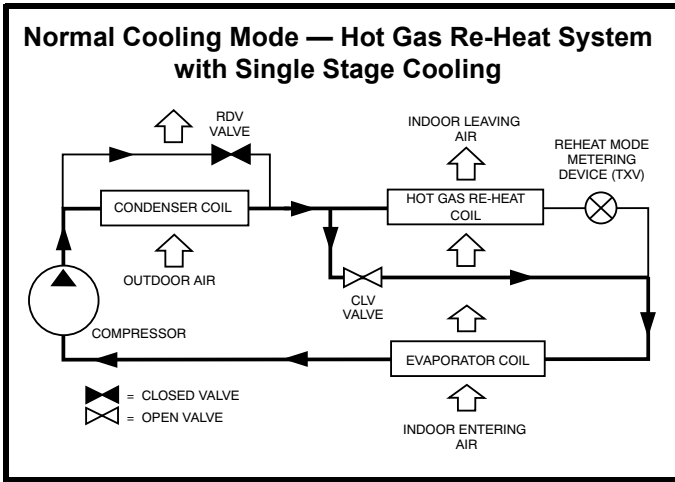 Normal Cooling Mode — Hot Gas Re-Heat System
with Single Stage Cooling
RDV
VALVE
INDOOR LEAVING
AIR
REHEAT MODE
METERING
DEVICE (TXV)
CONDENSER COIL
HOT GAS RE-HEAT
COIL
OUTDOOR AIR
CLV
VALVE
COMPRESSOR
EVAPORATOR COIL
= CLOSED VALVE
= OPEN VALVE
INDOOR ENTERING
AIR